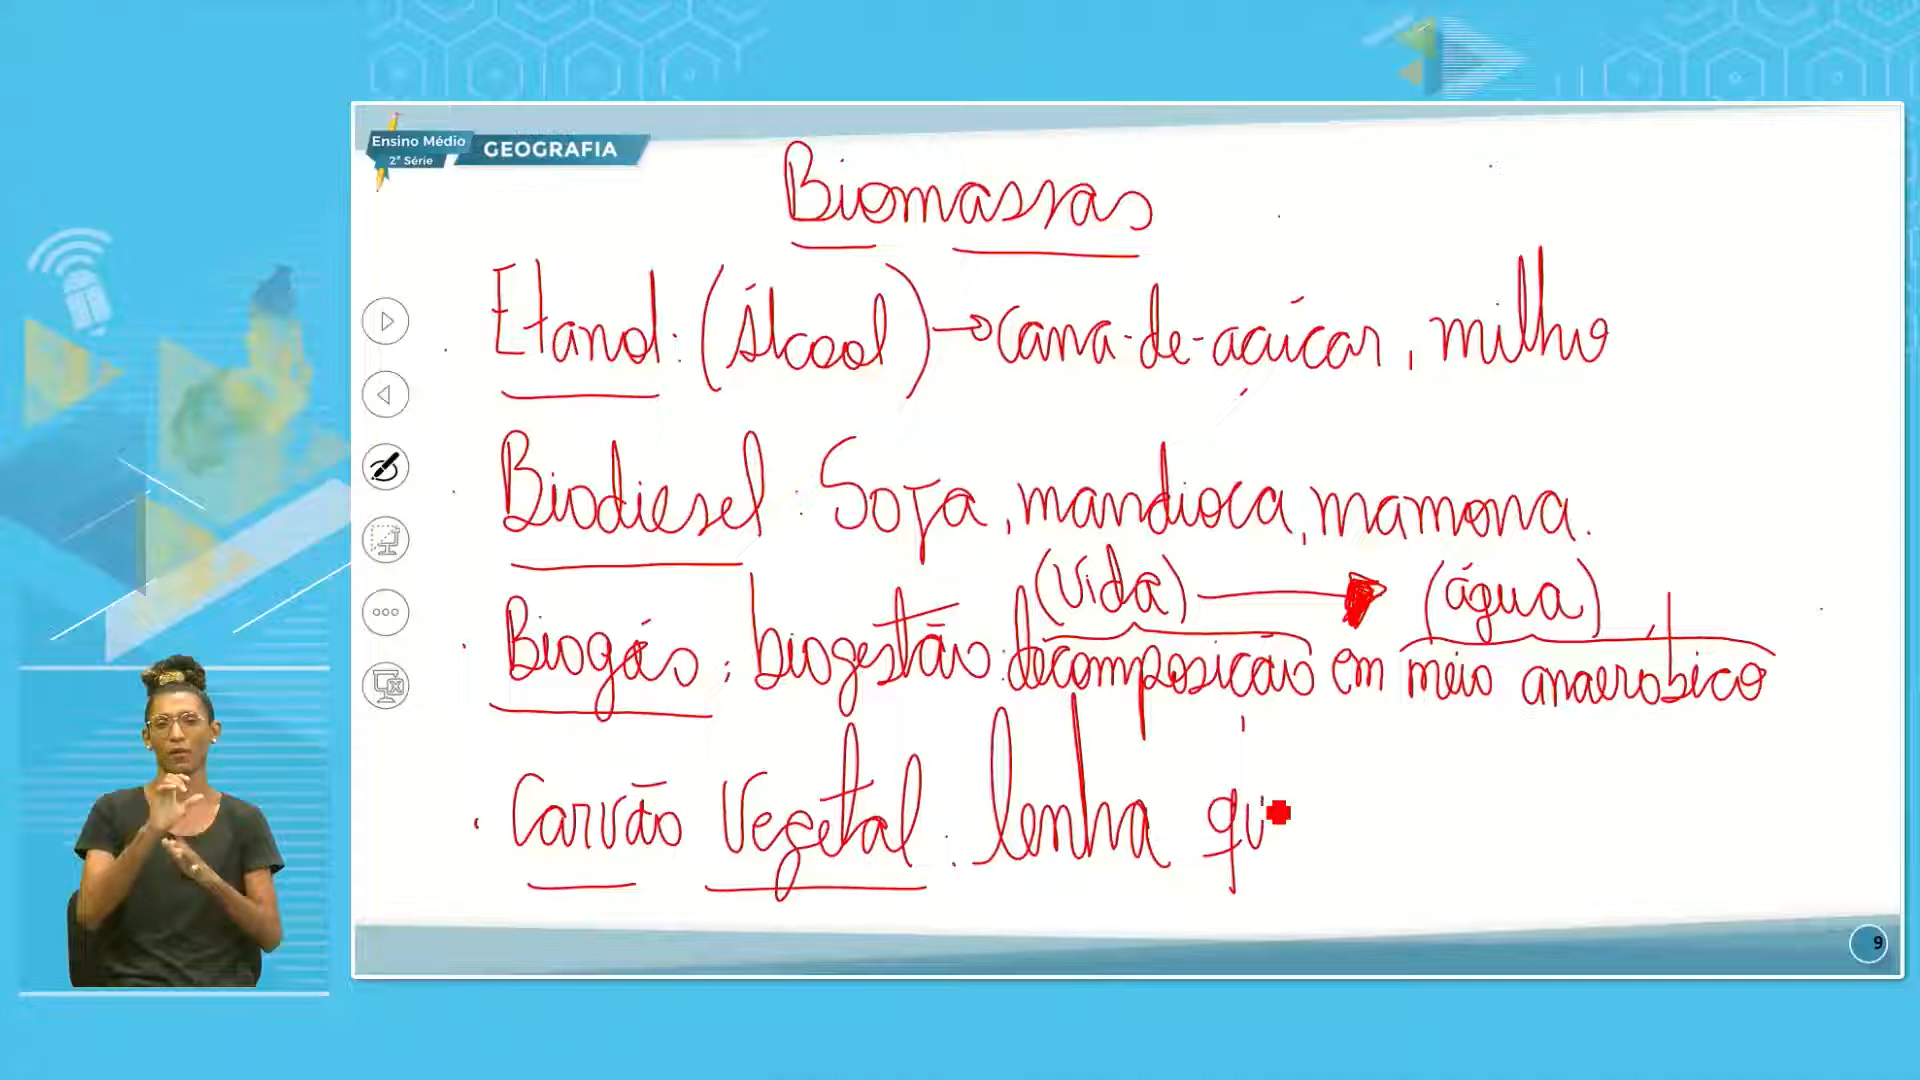 Ensino Médio
2ª Série
GEOGRAFIA
Biomassas
Etanol: (Álcool) → cana-de-açúcar, milho
Biodiesel: Soja, mandioca, mamona.
(vida) → (água)
Biogás: biogestão: decomposição em meio anaeróbico
Carvão Vegetal: lenha qu
9